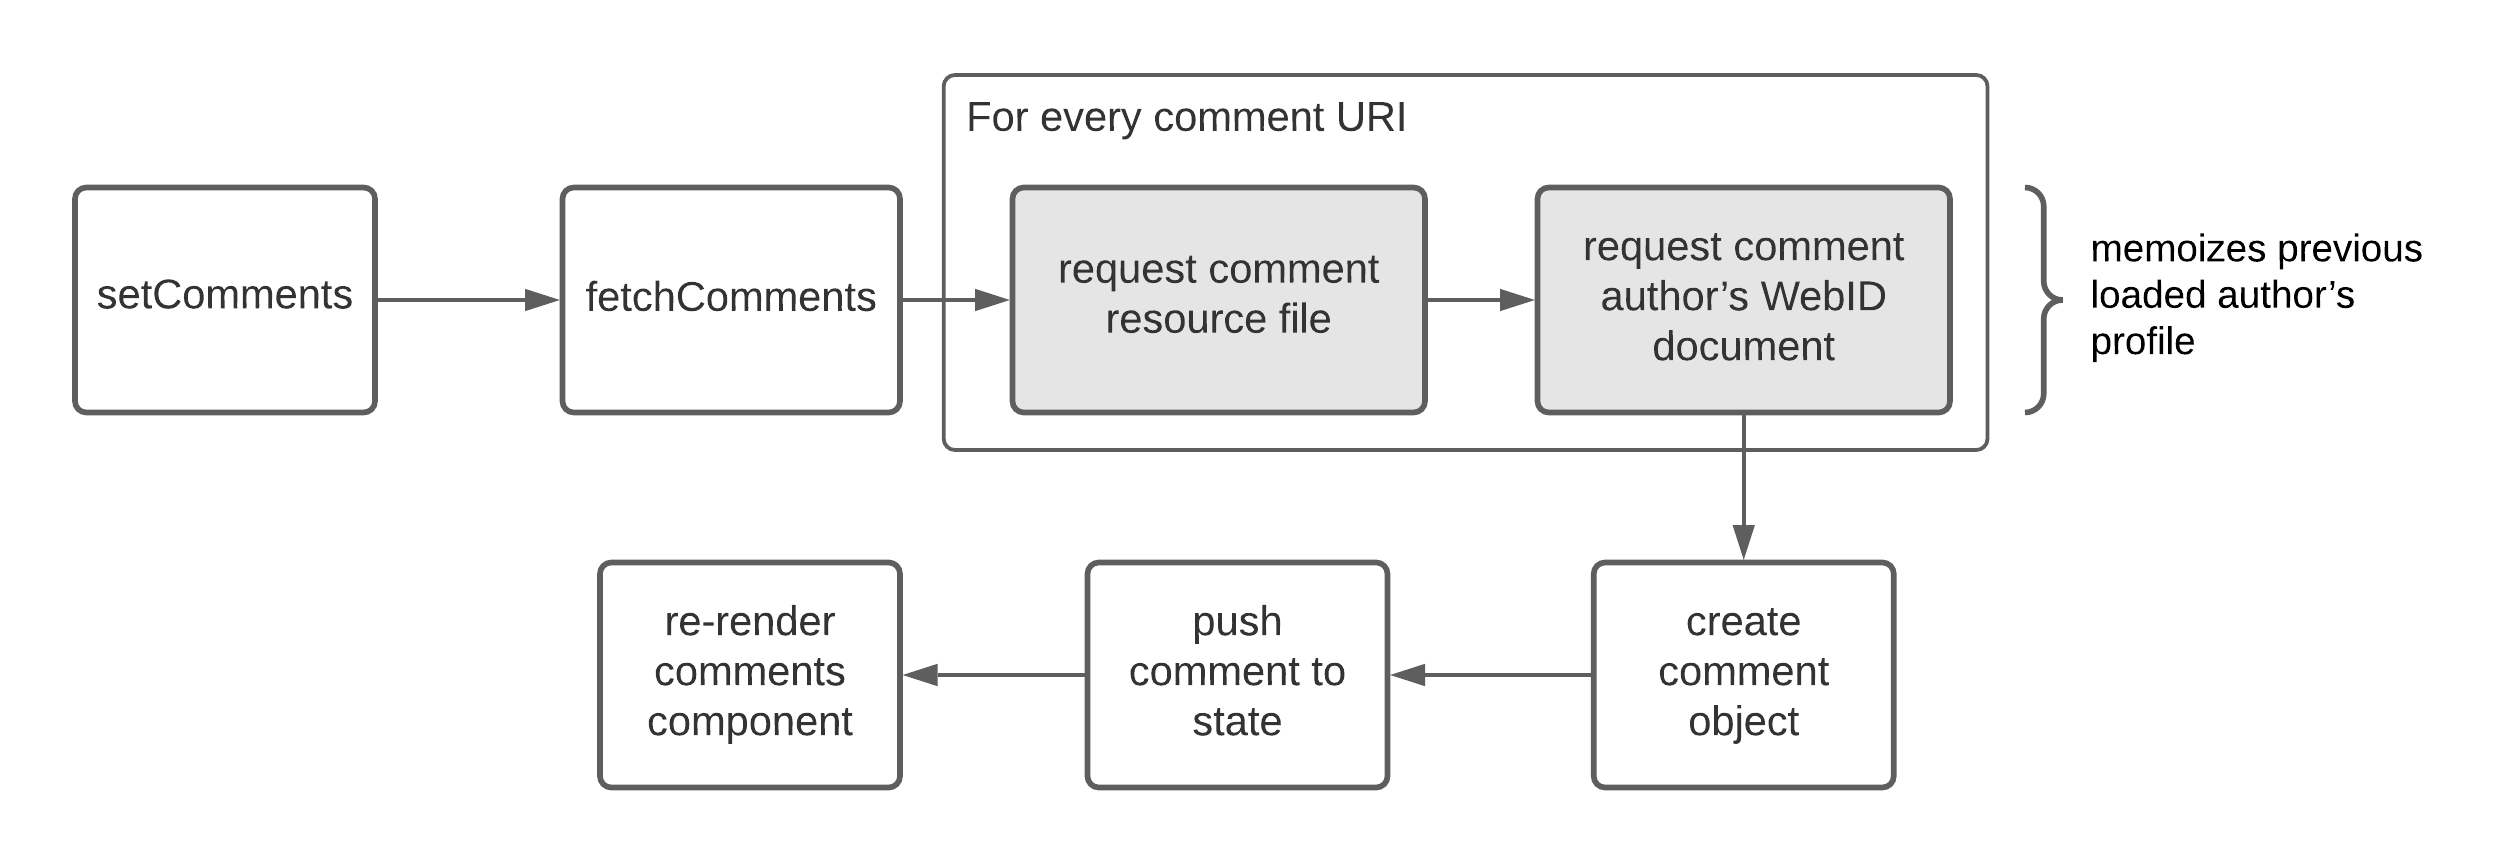 For every comment URI
setComments
fetchComments
request comment
resource file
request comment
author’s WebID
document
memoizes previous
loaded author’s
profile
re-render
comments
component
push
comment to
state
create
comment
object